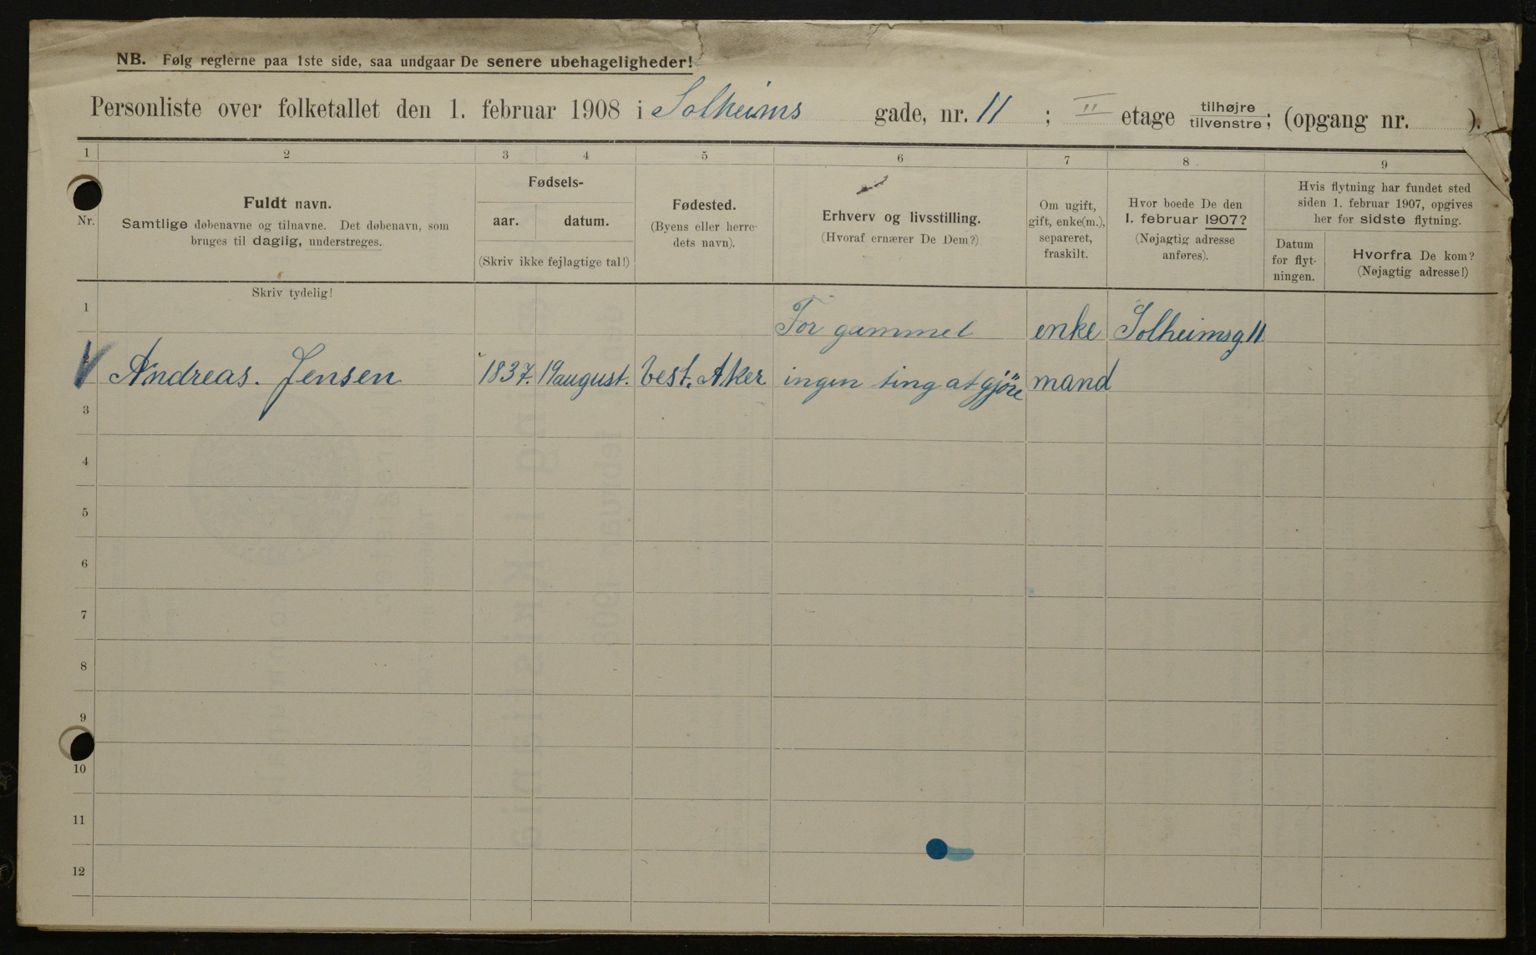 NB. Følg reglerne paa 1ste side, saa undgaar De senere ubehageligheder!
Personliste over folketallet den 1. februar 1908 i Solheims gade, nr. 11 ; II etage tilhøjre tilvenstre; (opgang nr. ).
1 2 3 4 5 6 7 8 9
Nr.
Fuldt navn.
Samtlige døbenavne og tilnavne. Det døbenavn, som
bruges til daglig, understreges.
Skriv tydelig!
Fødsels-
aar. datum.
(Skriv ikke fejlagtige tal!)
Fødested.
(Byens eller herre-
dets navn).
Erhverv og livsstilling.
(Hvoraf ernærer De Dem?)
Om ugift,
gift, enke(m.),
separeret,
fraskilt.
Hvor boede De den
1. februar 1907?
(Nøjagtig adresse
anføres).
Hvis flytning har fundet sted
siden 1. februar 1907, opgives
her for sidste flytning.
Datum
for flyt-
ningen.
Hvorfra De kom?
(Nøjagtig adresse!)
1 For gammel enke Solheimsg 11
Andreas. Jensen 1837. 19 august. vest. Aker ingen ting at gjöre mand
3
4
5
6
7
8
9
10
11
12